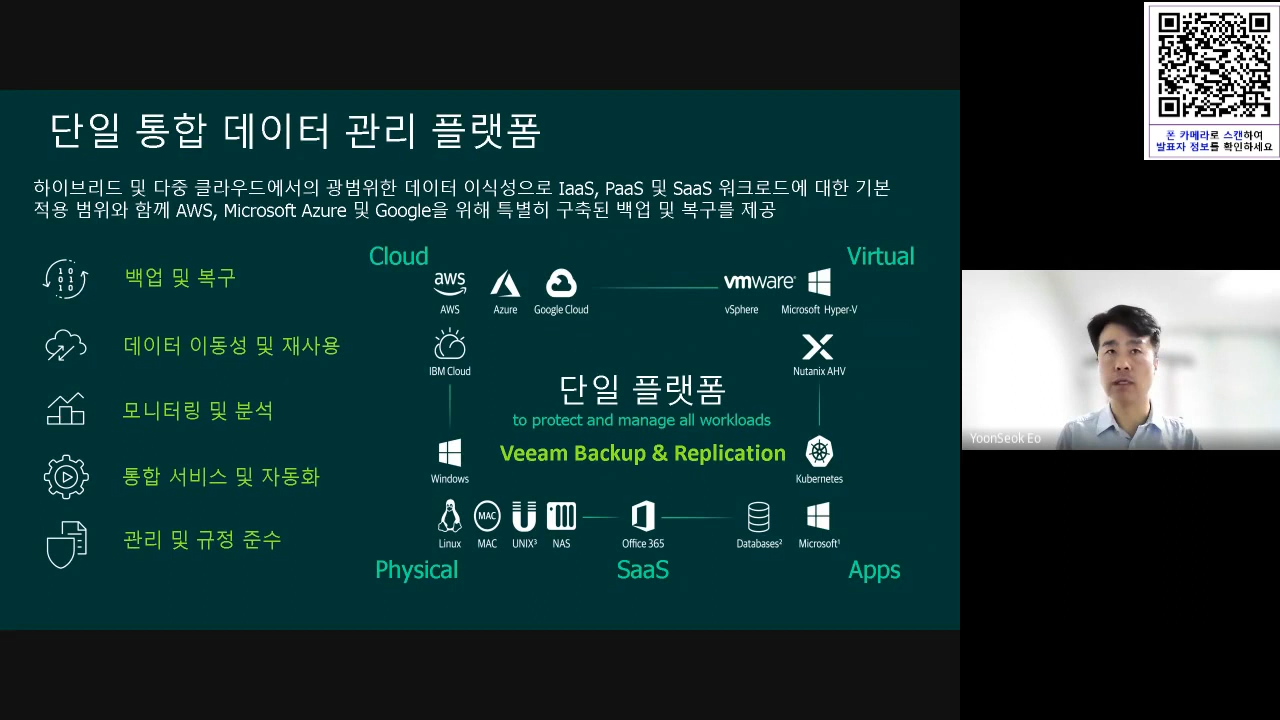 단일 통합 데이터 관리 플랫폼
하이브리드 및 다중 클라우드에서의 광범위한 데이터 이식성으로 IaaS, PaaS 및 SaaS 워크로드에 대한 기본
적용 범위와 함께 AWS, Microsoft Azure 및 Google을 위해 특별히 구축된 백업 및 복구를 제공
백업 및 복구
데이터 이동성 및 재사용
모니터링 및 분석
통합 서비스 및 자동화
관리 및 규정 준수
Cloud
Virtual
aws
vmware
AWS
Azure
Google Cloud
vSphere
Microsoft Hyper-V
IBM Cloud
Nutanix AHV
단일 플랫폼
to protect and manage all workloads
Veeam Backup & Replication
Windows
Kubernetes
MAC
Linux
MAC
UNIX³
NAS
Office 365
Databases²
Microsoft¹
Physical
SaaS
Apps
폰 카메라로 스캔하여
발표자 정보를 확인하세요
YoonSeok Eo